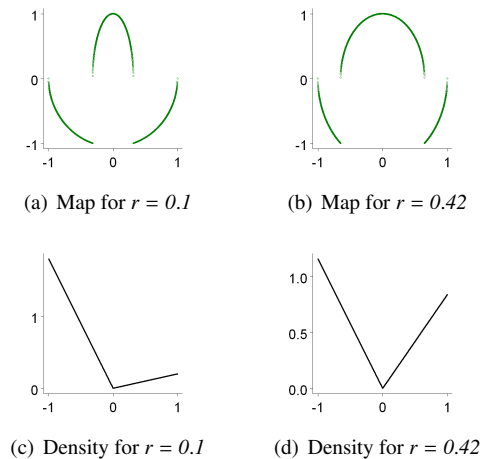 1
0
-1
-1 0 1
1
0
-1
-1 0 1
(a) Map for r = 0.1
(b) Map for r = 0.42
1
0
-1 0 1
1.0
0.5
0.0
-1 0 1
(c) Density for r = 0.1
(d) Density for r = 0.42